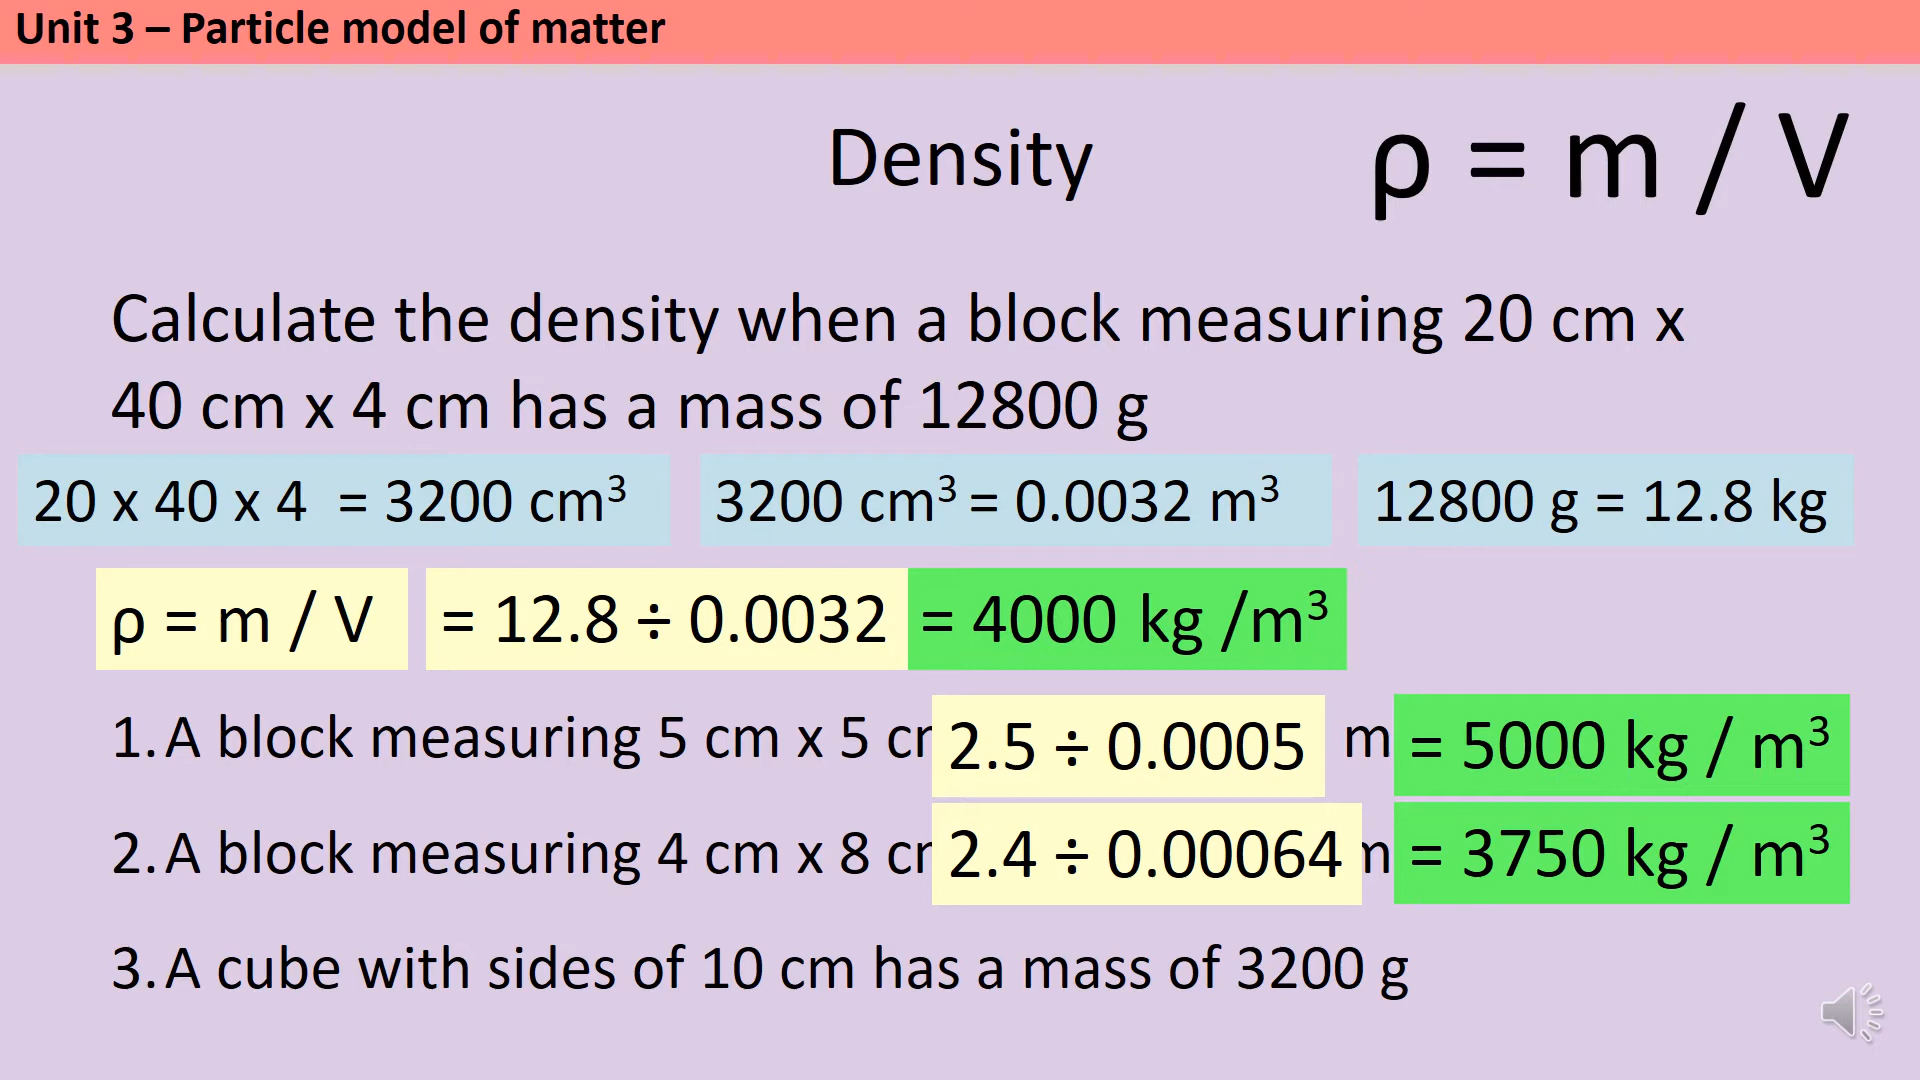 Unit 3 – Particle model of matter
Density
ρ = m / V
Calculate the density when a block measuring 20 cm x
40 cm x 4 cm has a mass of 12800 g
20 x 40 x 4 = 3200 cm³
3200 cm³ = 0.0032 m³
12800 g = 12.8 kg
ρ = m / V = 12.8 ÷ 0.0032 = 4000 kg /m³
1. A block measuring 5 cm x 5 2.5 ÷ 0.0005 = 5000 kg / m³
2. A block measuring 4 cm x 8 2.4 ÷ 0.00064 = 3750 kg / m³
3. A cube with sides of 10 cm has a mass of 3200 g